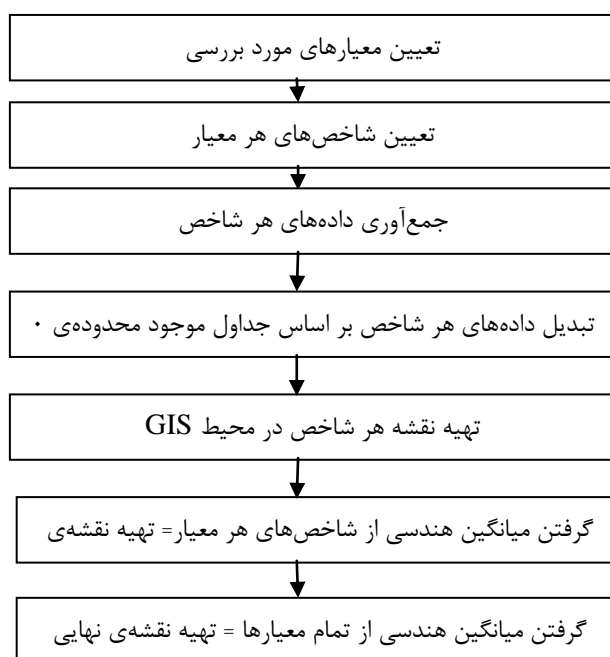 تعیین معیارهای مورد بررسی
تعیین شاخص‌های هر معیار
جمع‌آوری داده‌های هر شاخص
تبدیل داده‌های هر شاخص بر اساس جداول موجود محدوده‌ی ۰
تهیه نقشه هر شاخص در محیط GIS
گرفتن میانگین هندسی از شاخص‌های هر معیار= تهیه نقشه‌ی
گرفتن میانگین هندسی از تمام معیارها = تهیه نقشه‌ی نهایی